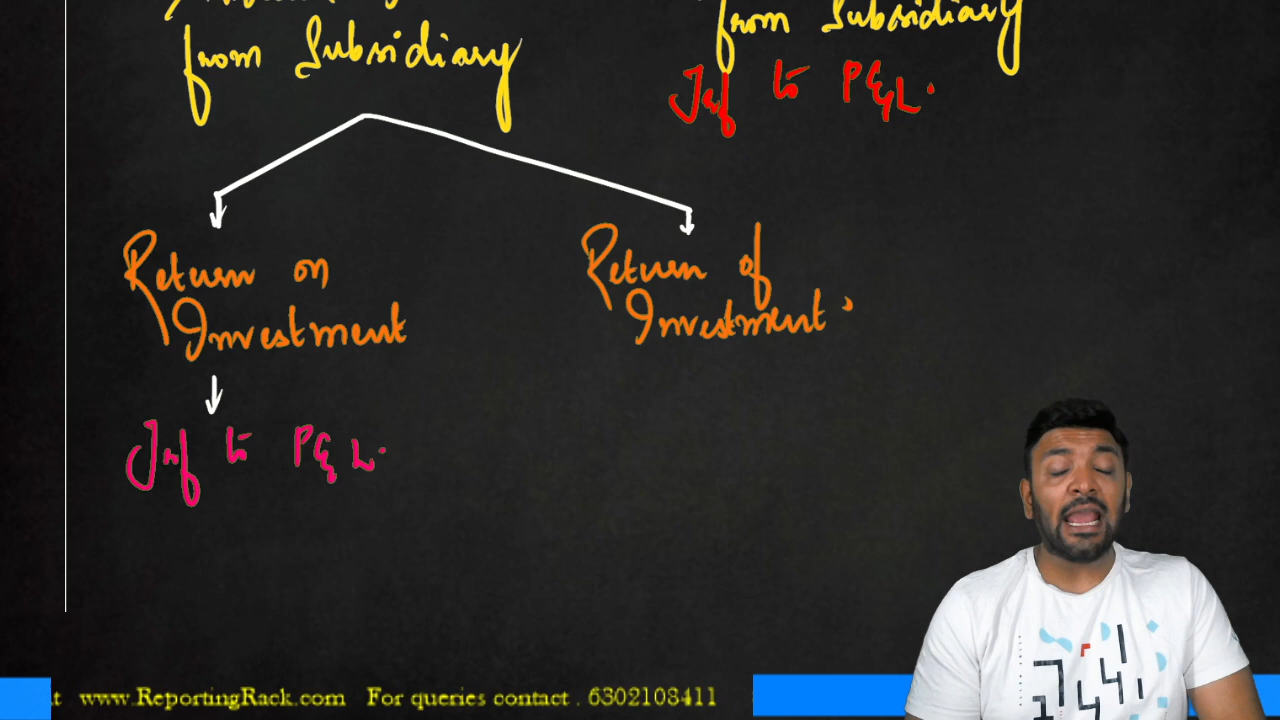 from Subsidiary
from Subsidiary
Trf to P&L.
Return on
Investment
Return of
Investment.
Trf to P&L.
www.ReportingRack.com For queries contact . 6302108411